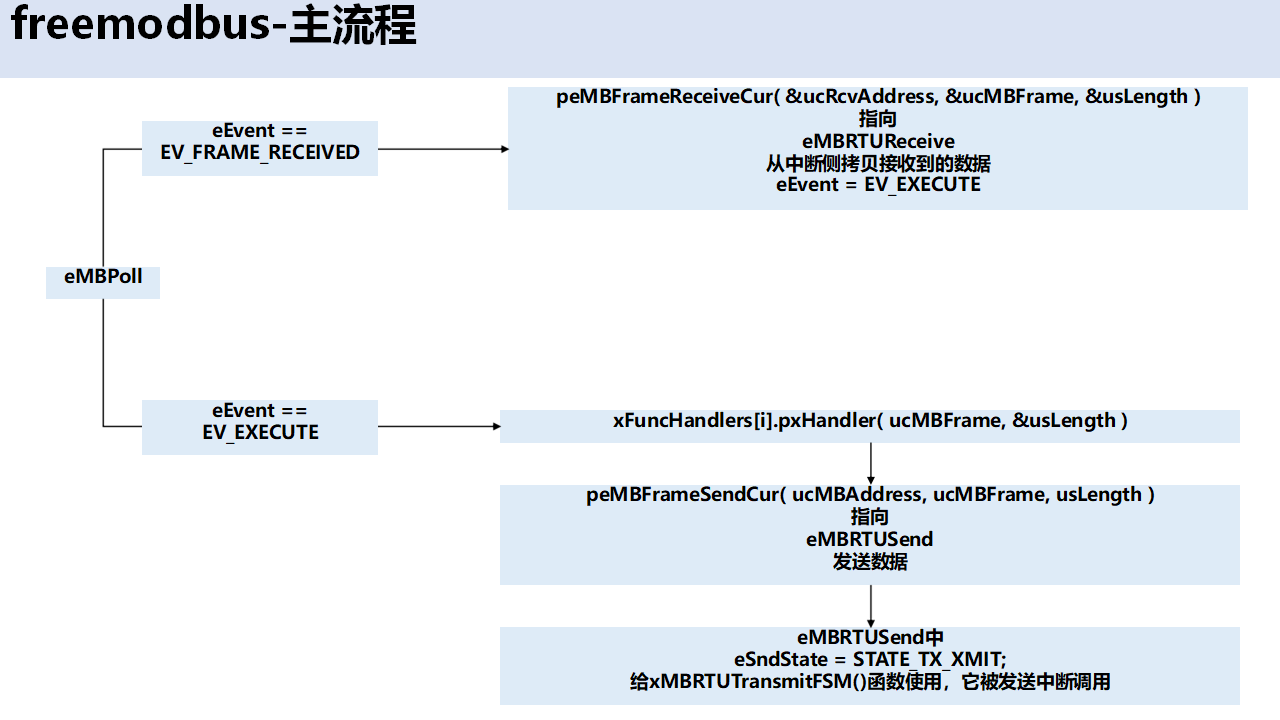 freemodbus-主流程
peMBFrameReceiveCur( &ucRcvAddress, &ucMBFrame, &usLength )
指向
eMBRTUReceive
从中断侧拷贝接收到的数据
eEvent = EV_EXECUTE
eEvent ==
EV_FRAME_RECEIVED
eMBPoll
eEvent ==
EV_EXECUTE
xFuncHandlers[i].pxHandler( ucMBFrame, &usLength )
peMBFrameSendCur( ucMBAddress, ucMBFrame, usLength )
指向
eMBRTUSend
发送数据
eMBRTUSend中
eSndState = STATE_TX_XMIT;
给xMBRTUTransmitFSM()函数使用，它被发送中断调用